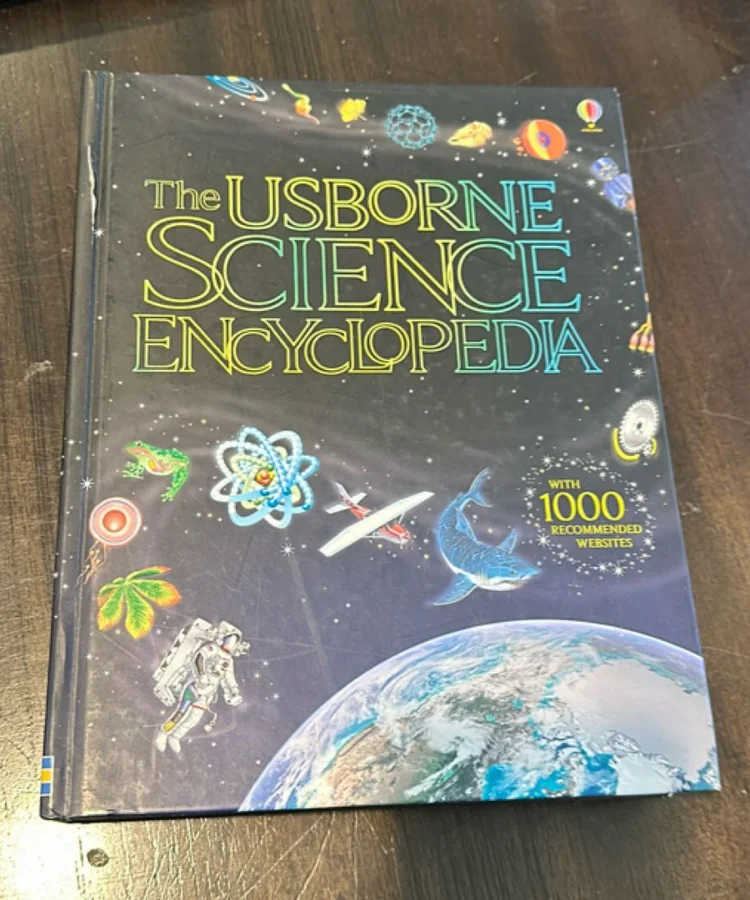 The USBORNE
SCIENCE
ENCYCLOPEDIA
WITH
1000
RECOMMENDED
WEBSITES